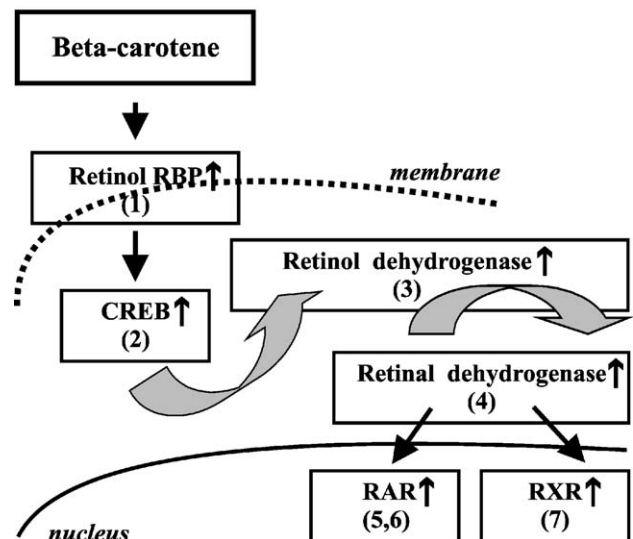 Beta-carotene
Retinol RBP↑
(1)
membrane
Retinol dehydrogenase↑
(3)
CREB↑
(2)
Retinal dehydrogenase↑
(4)
RAR↑
(5,6)
RXR↑
(7)
nucleus